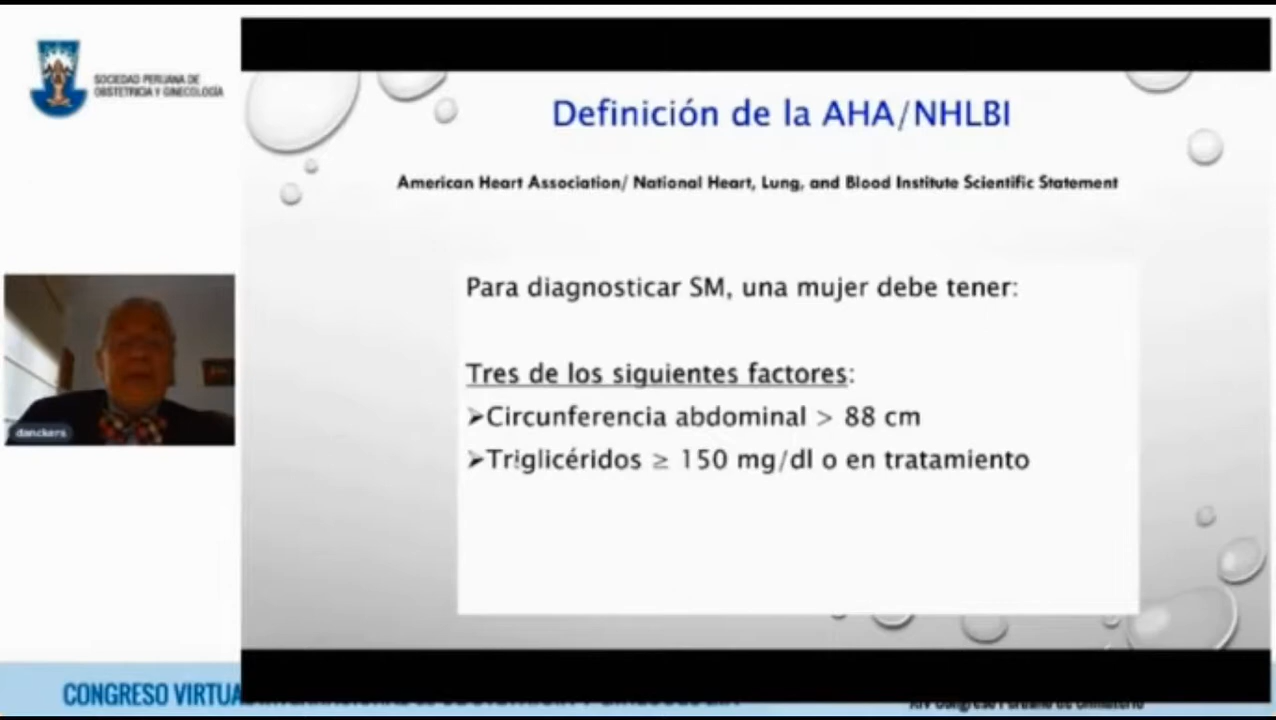 SOCIEDAD PERUANA DE
OBSTETRICIA Y GINECOLOGÍA
Definición de la AHA/NHLBI
American Heart Association/ National Heart, Lung, and Blood Institute Scientific Statement
Para diagnosticar SM, una mujer debe tener:
Tres de los siguientes factores:
➢Circunferencia abdominal > 88 cm
➢Triglicéridos ≥ 150 mg/dl o en tratamiento
danckers
CONGRESO VIRTUA